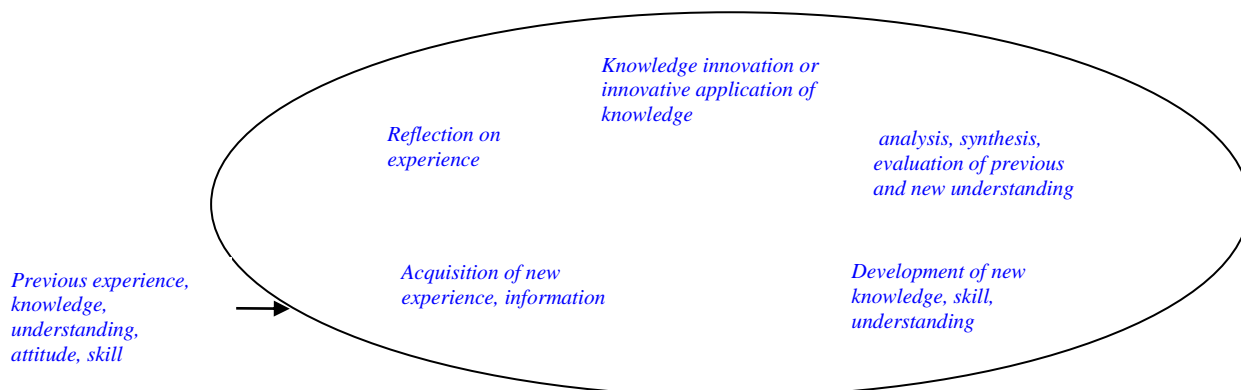 Knowledge innovation or
innovative application of
knowledge
Reflection on
experience
analysis, synthesis,
evaluation of previous
and new understanding
Previous experience,
knowledge,
understanding,
attitude, skill
Acquisition of new
experience, information
Development of new
knowledge, skill,
understanding